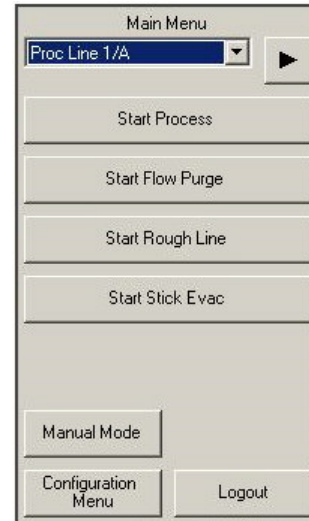 Main Menu
Proc Line 1/A
Start Process
Start Flow Purge
Start Rough Line
Start Stick Evac
Manual Mode
Configuration
Menu
Logout